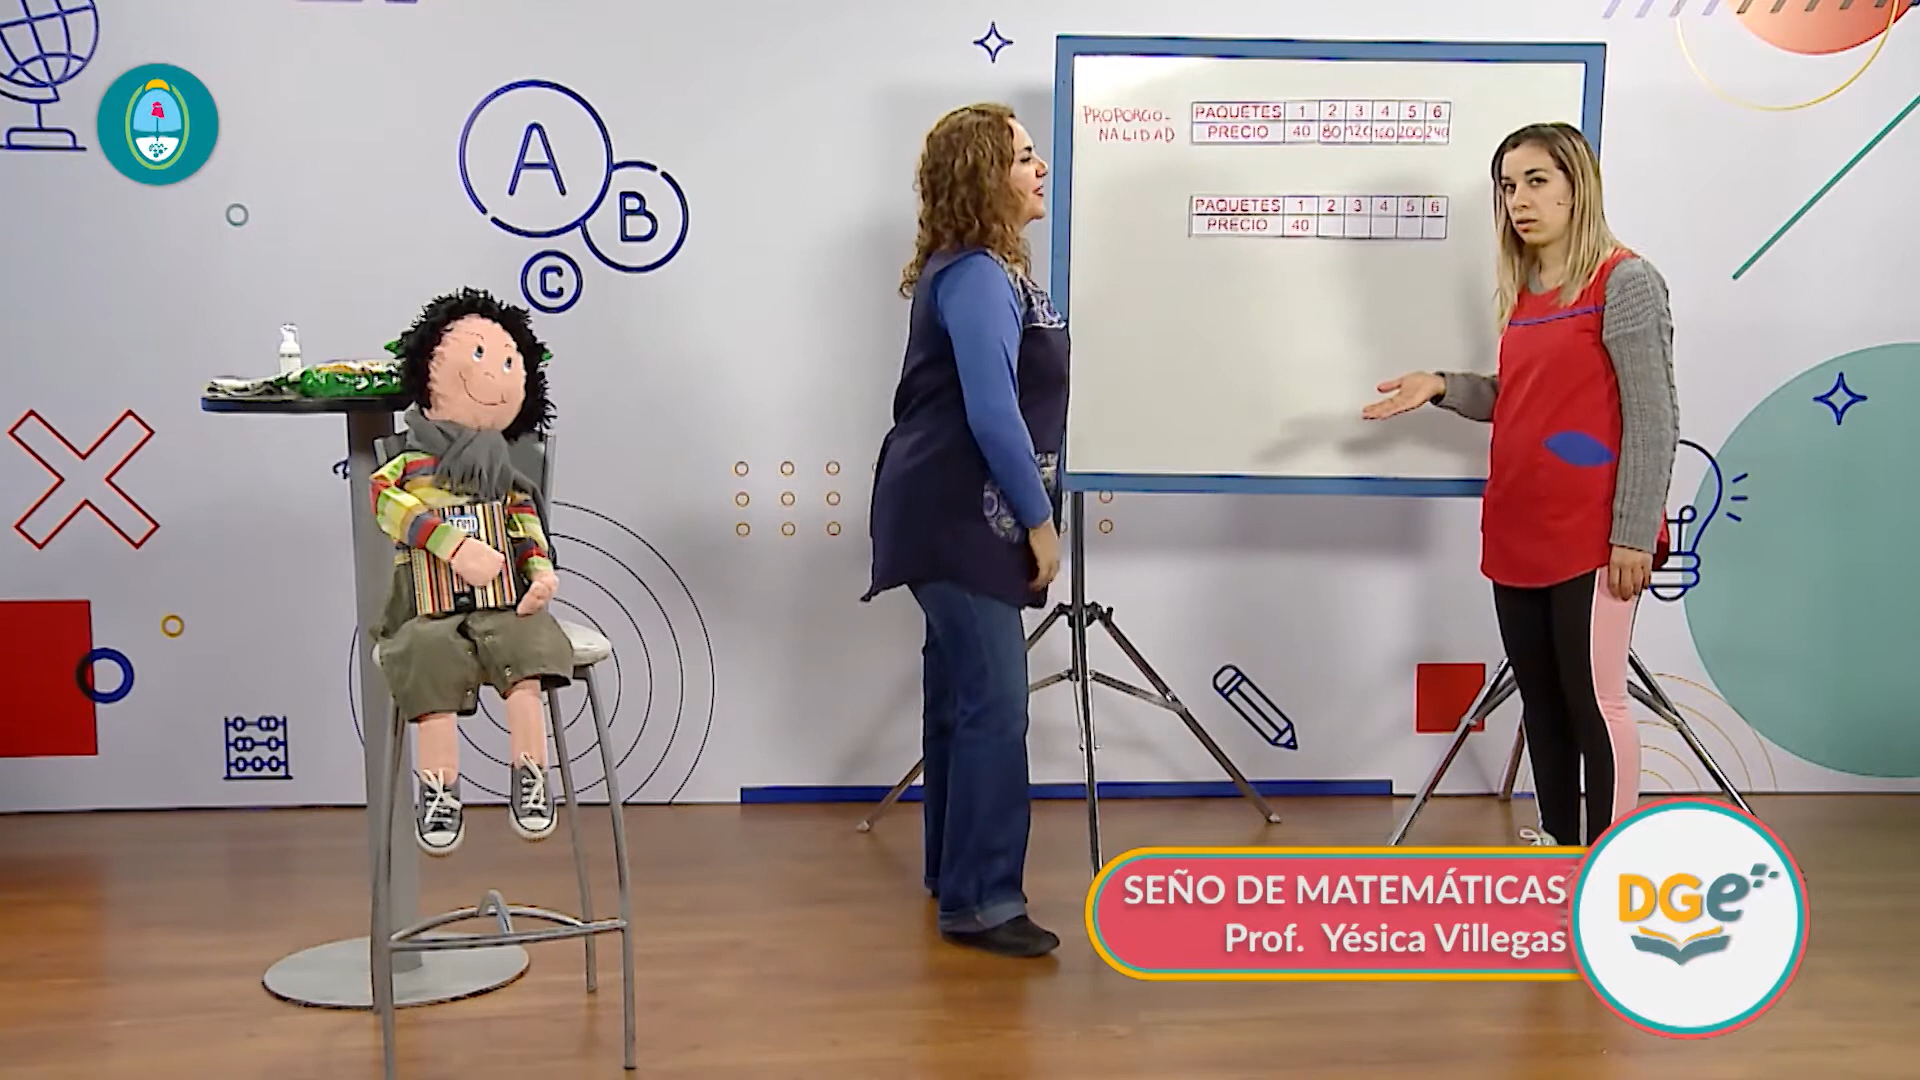 A
B
C
PROPORCIO-
NALIDAD
PAQUETES 1 2 3 4 5 6
PRECIO 40 80 120 160 200 240
PAQUETES 1 2 3 4 5 6
PRECIO 40
SEÑO DE MATEMÁTICAS
Prof. Yésica Villegas
DGe